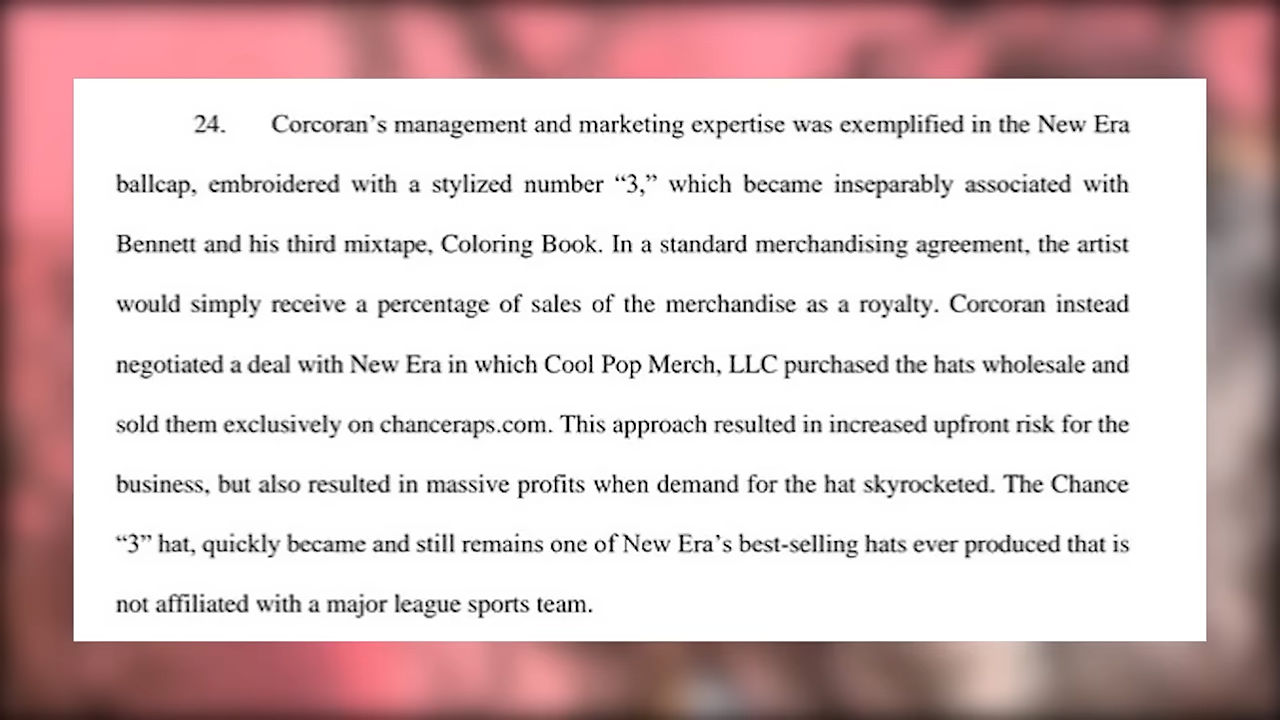 24. Corcoran’s management and marketing expertise was exemplified in the New Era
ballcap, embroidered with a stylized number “3,” which became inseparably associated with
Bennett and his third mixtape, Coloring Book. In a standard merchandising agreement, the artist
would simply receive a percentage of sales of the merchandise as a royalty. Corcoran instead
negotiated a deal with New Era in which Cool Pop Merch, LLC purchased the hats wholesale and
sold them exclusively on chanceraps.com. This approach resulted in increased upfront risk for the
business, but also resulted in massive profits when demand for the hat skyrocketed. The Chance
“3” hat, quickly became and still remains one of New Era’s best-selling hats ever produced that is
not affiliated with a major league sports team.